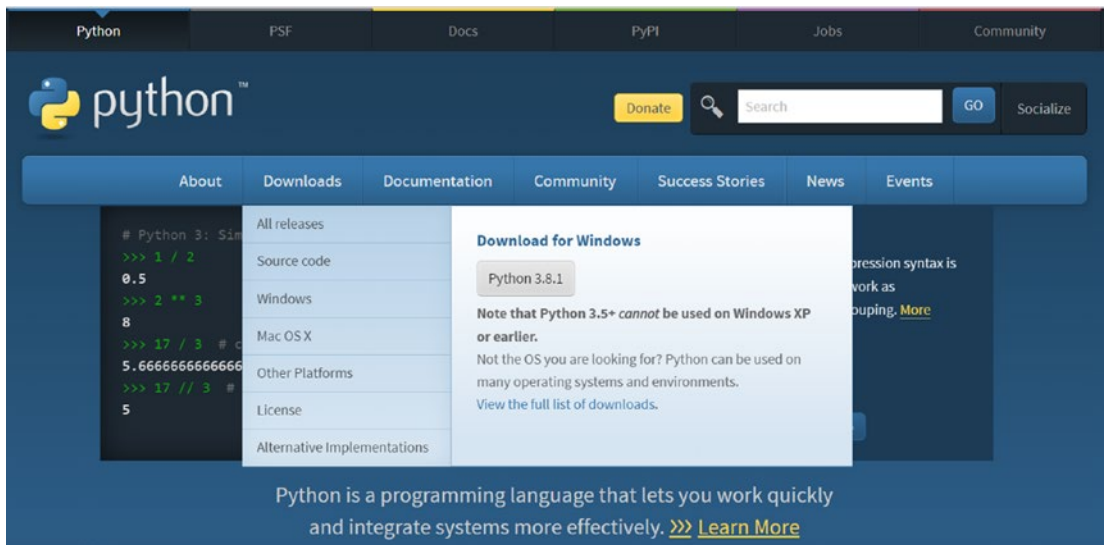 Python PSF Docs PyPI Jobs Community
python™
Donate Search GO Socialize
About Downloads Documentation Community Success Stories News Events
# Python 3: Sim
>>> 1 / 2
0.5
>>> 2 ** 3
8
>>> 17 / 3 # c
5.6666666666666
>>> 17 // 3 #
5
All releases
Source code
Windows
Mac OS X
Other Platforms
License
Alternative Implementations
Download for Windows
Python 3.8.1
Note that Python 3.5+ cannot be used on Windows XP
or earlier.
Not the OS you are looking for? Python can be used on
many operating systems and environments.
View the full list of downloads.
pression syntax is
work as
ouping. More
Python is a programming language that lets you work quickly
and integrate systems more effectively. >>> Learn More